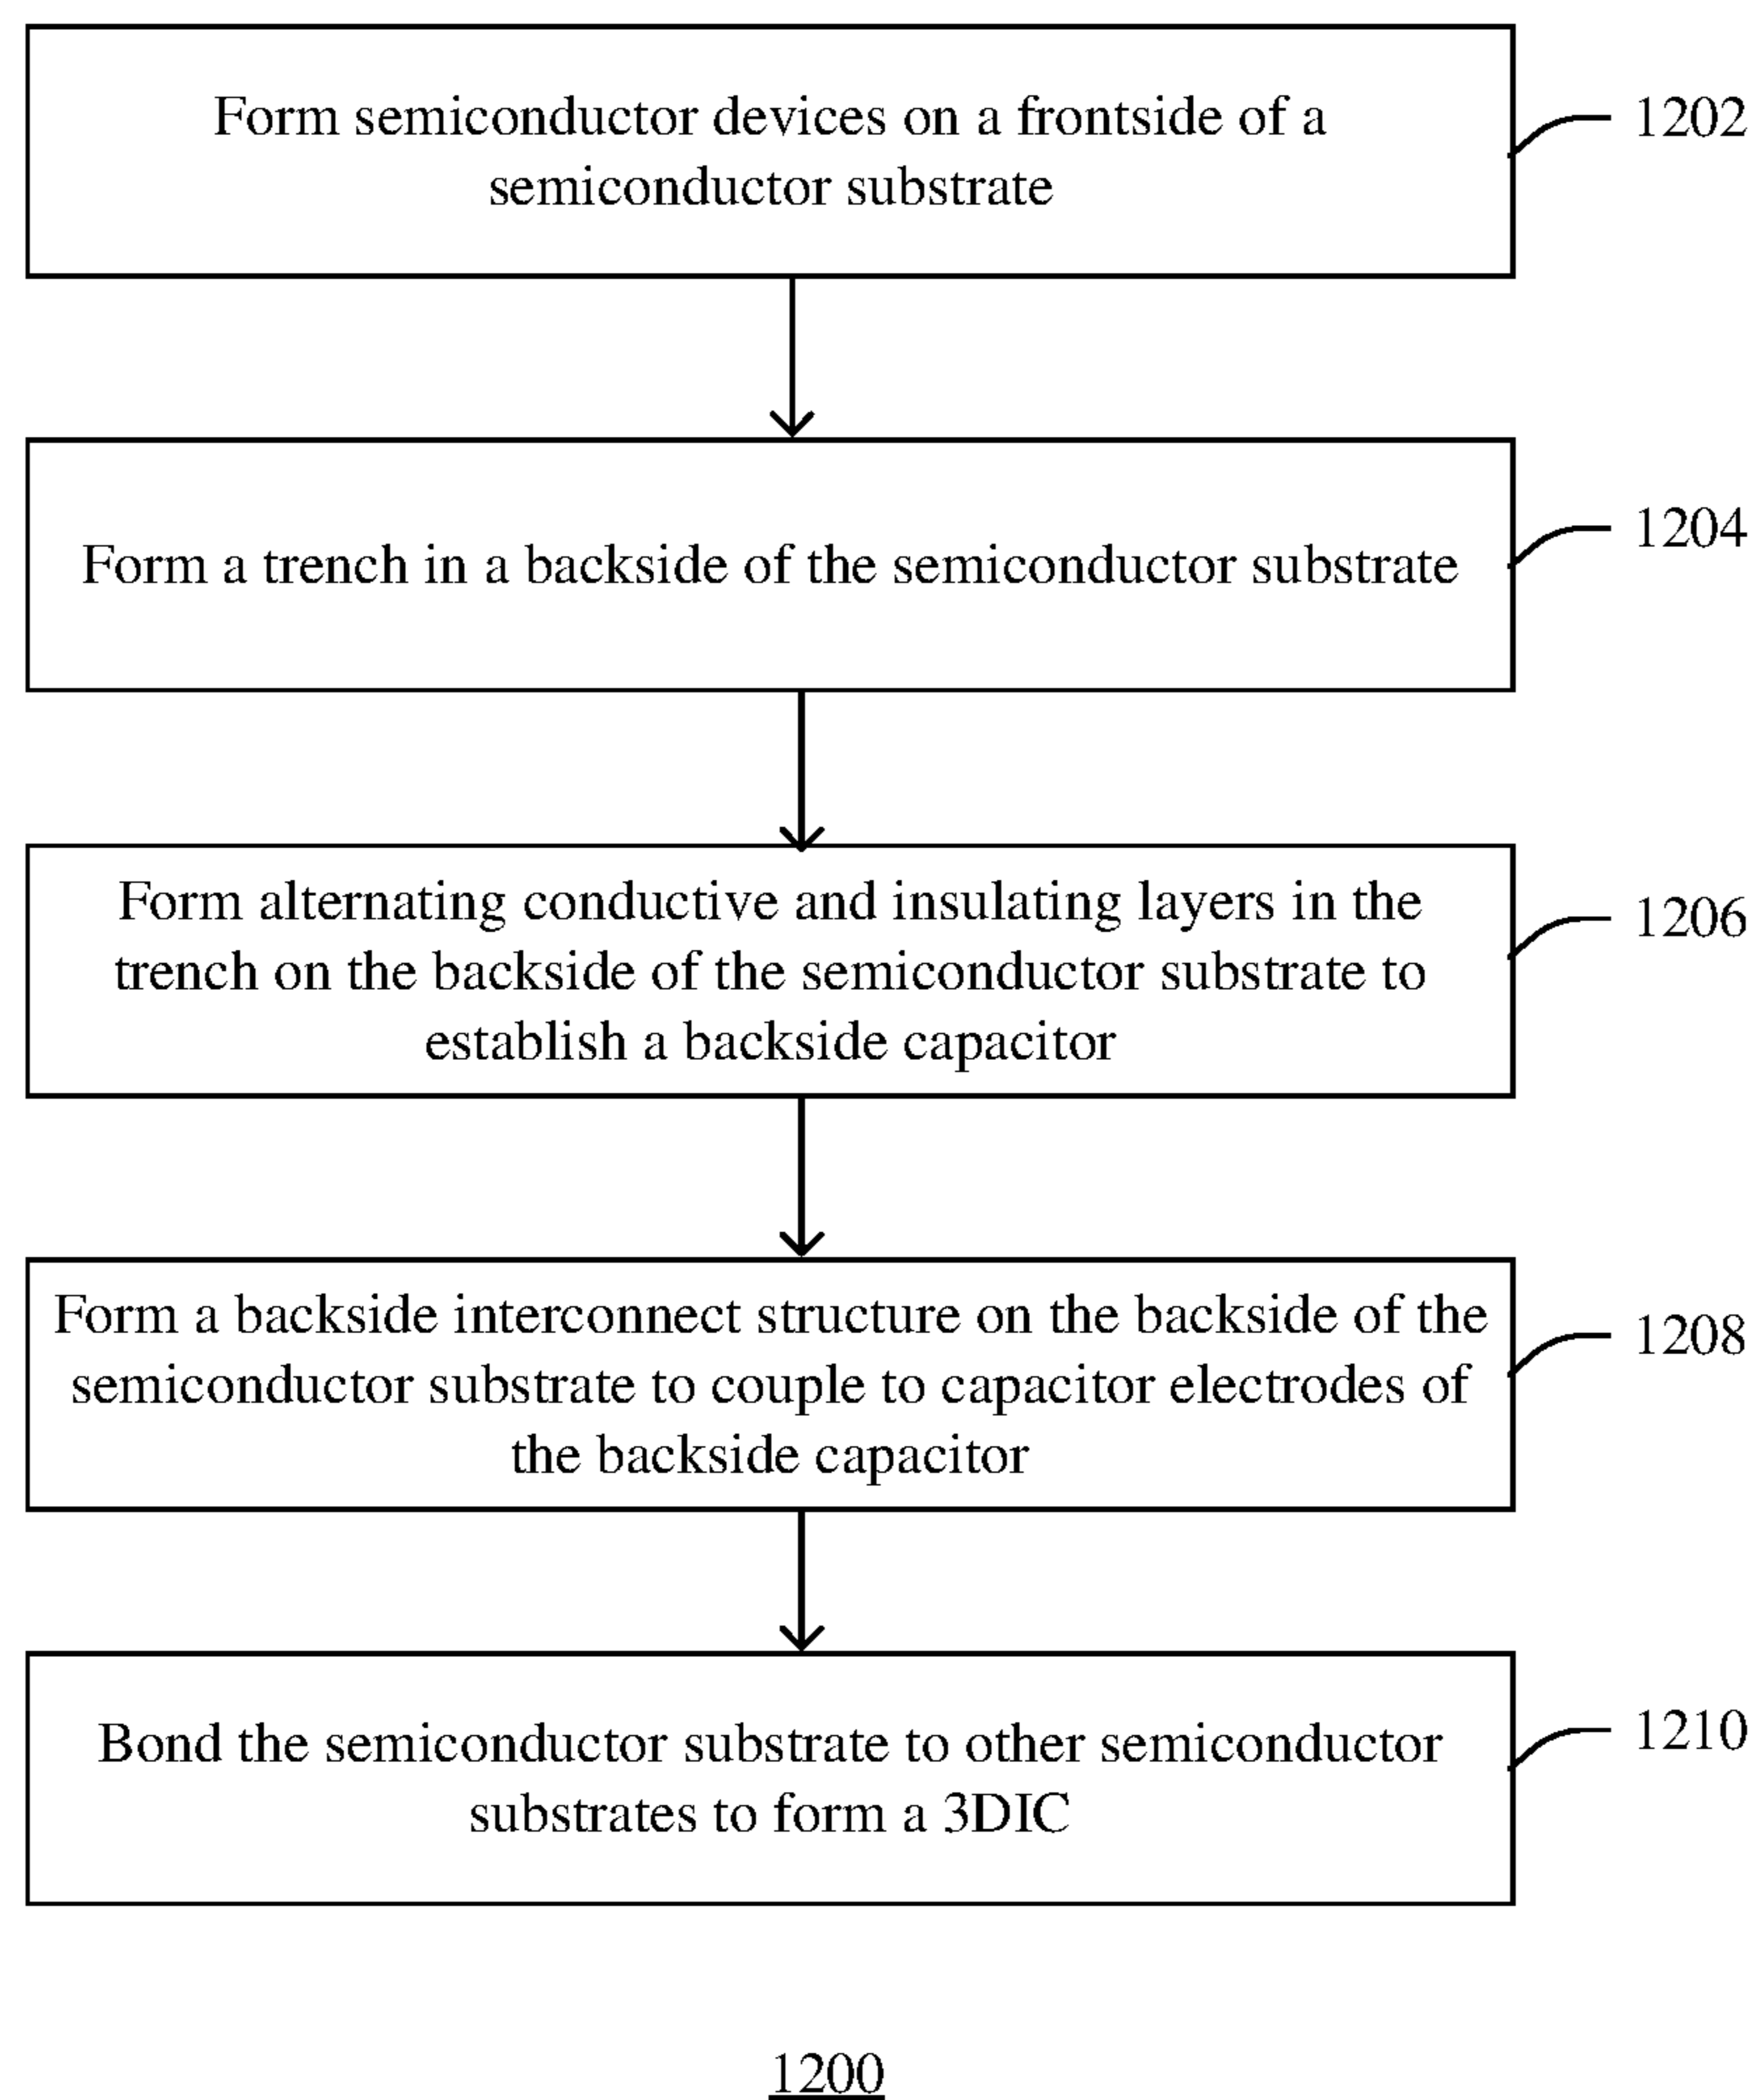 Form semiconductor devices on a frontside of a
semiconductor substrate
1202
Form a trench in a backside of the semiconductor substrate
1204
Form alternating conductive and insulating layers in the
trench on the backside of the semiconductor substrate to
establish a backside capacitor
1206
Form a backside interconnect structure on the backside of the
semiconductor substrate to couple to capacitor electrodes of
the backside capacitor
1208
Bond the semiconductor substrate to other semiconductor
substrates to form a 3DIC
1210
1200